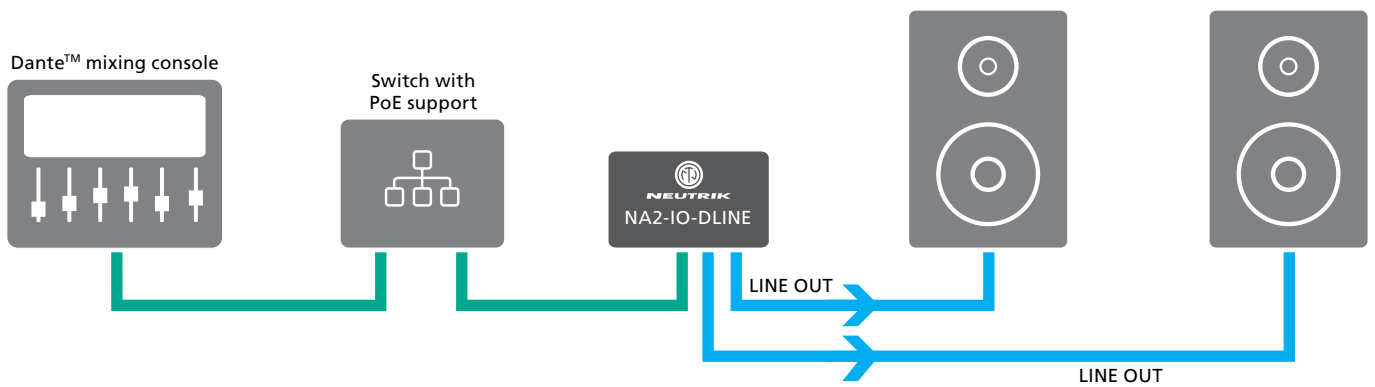 Dante™ mixing console
Switch with
PoE support
NEUTRIK
NA2-IO-DLINE
LINE OUT
LINE OUT